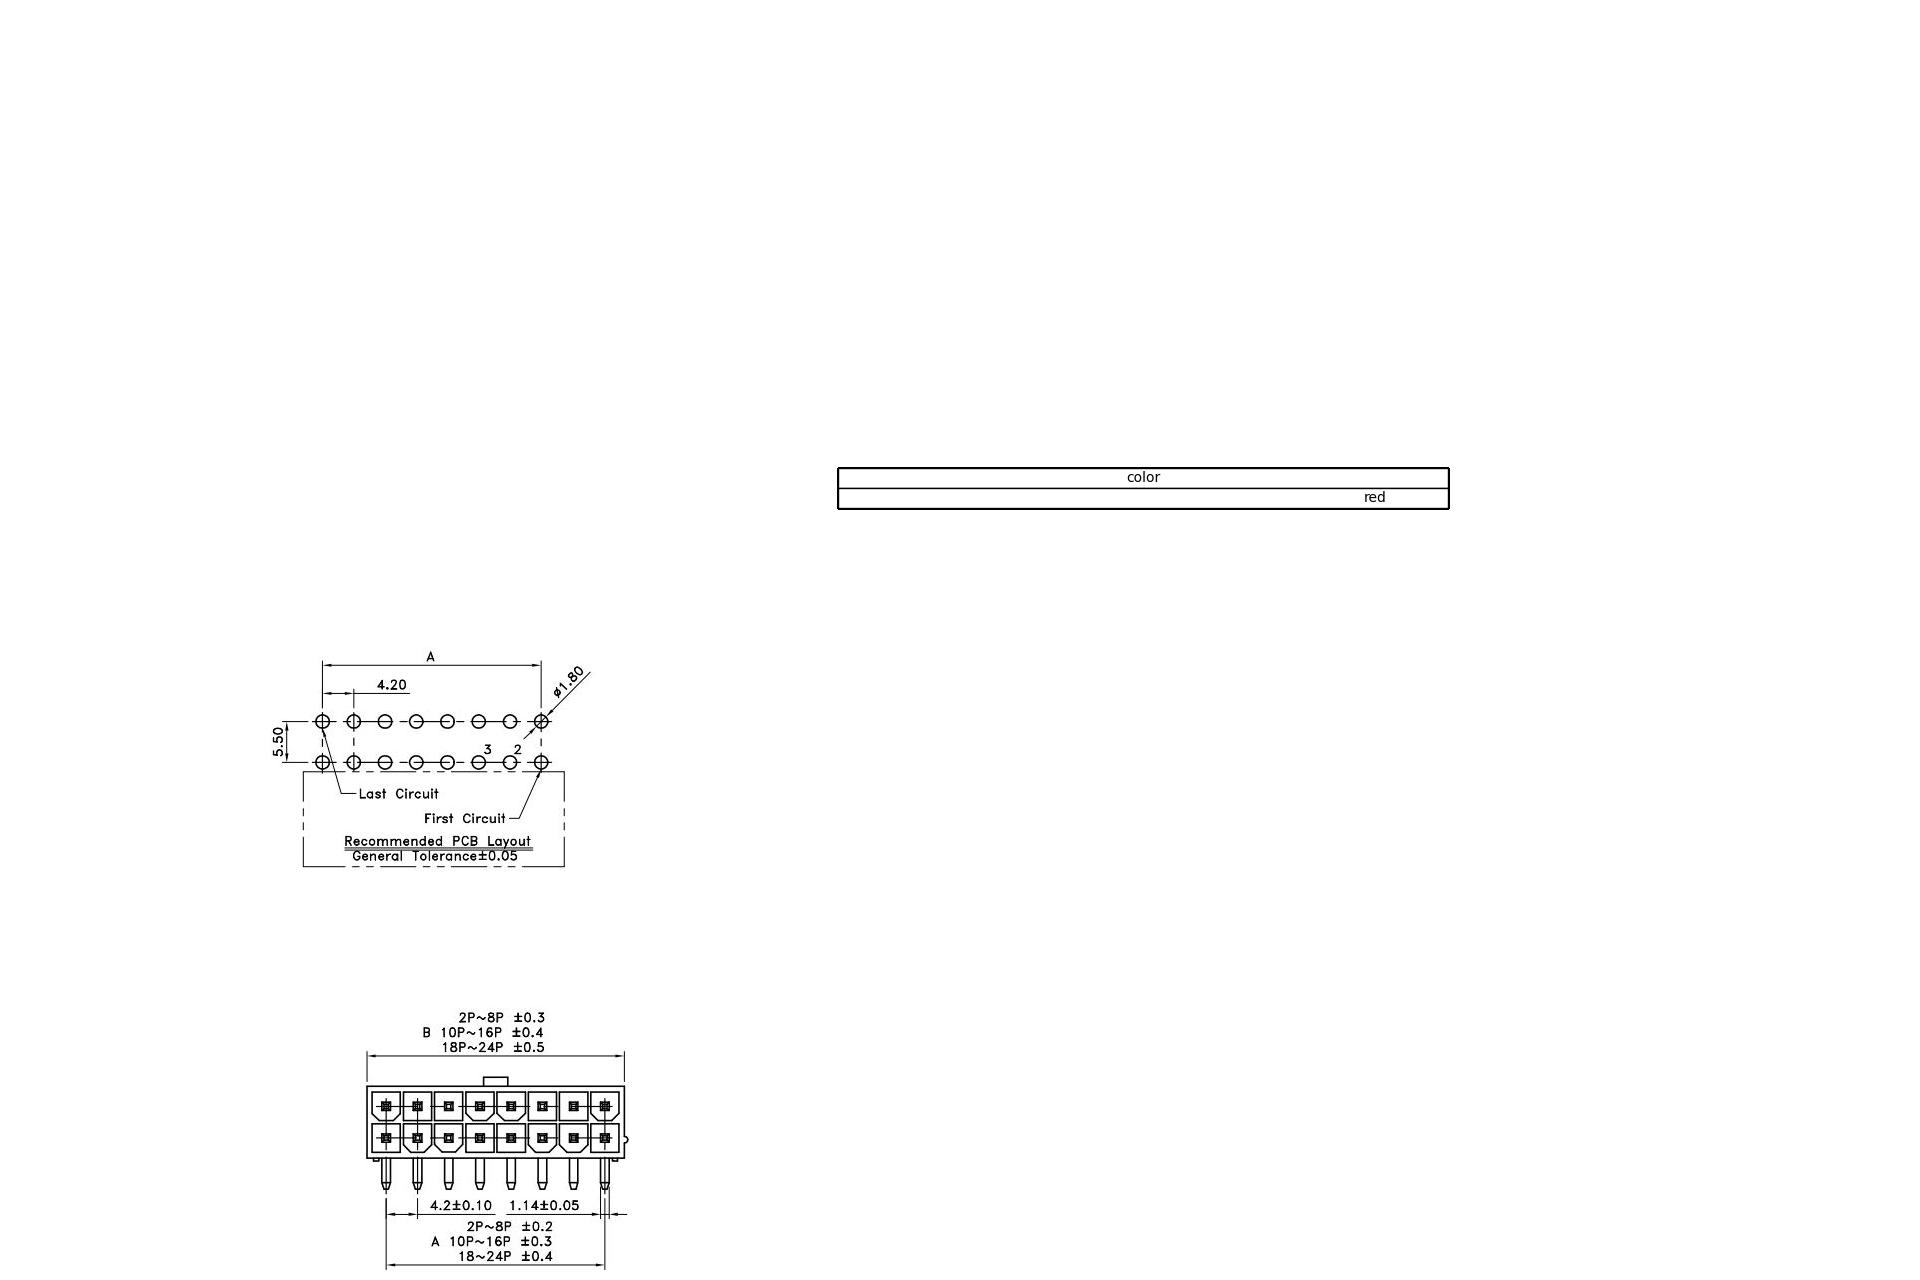 color
red
A
4.20
ø1.80
5.50
3 2
Last Circuit
First Circuit
Recommended PCB Layout
General Tolerance±0.05
2P~8P ±0.3
B 10P~16P ±0.4
18P~24P ±0.5
4.2±0.10 1.14±0.05
2P~8P ±0.2
A 10P~16P ±0.3
18~24P ±0.4